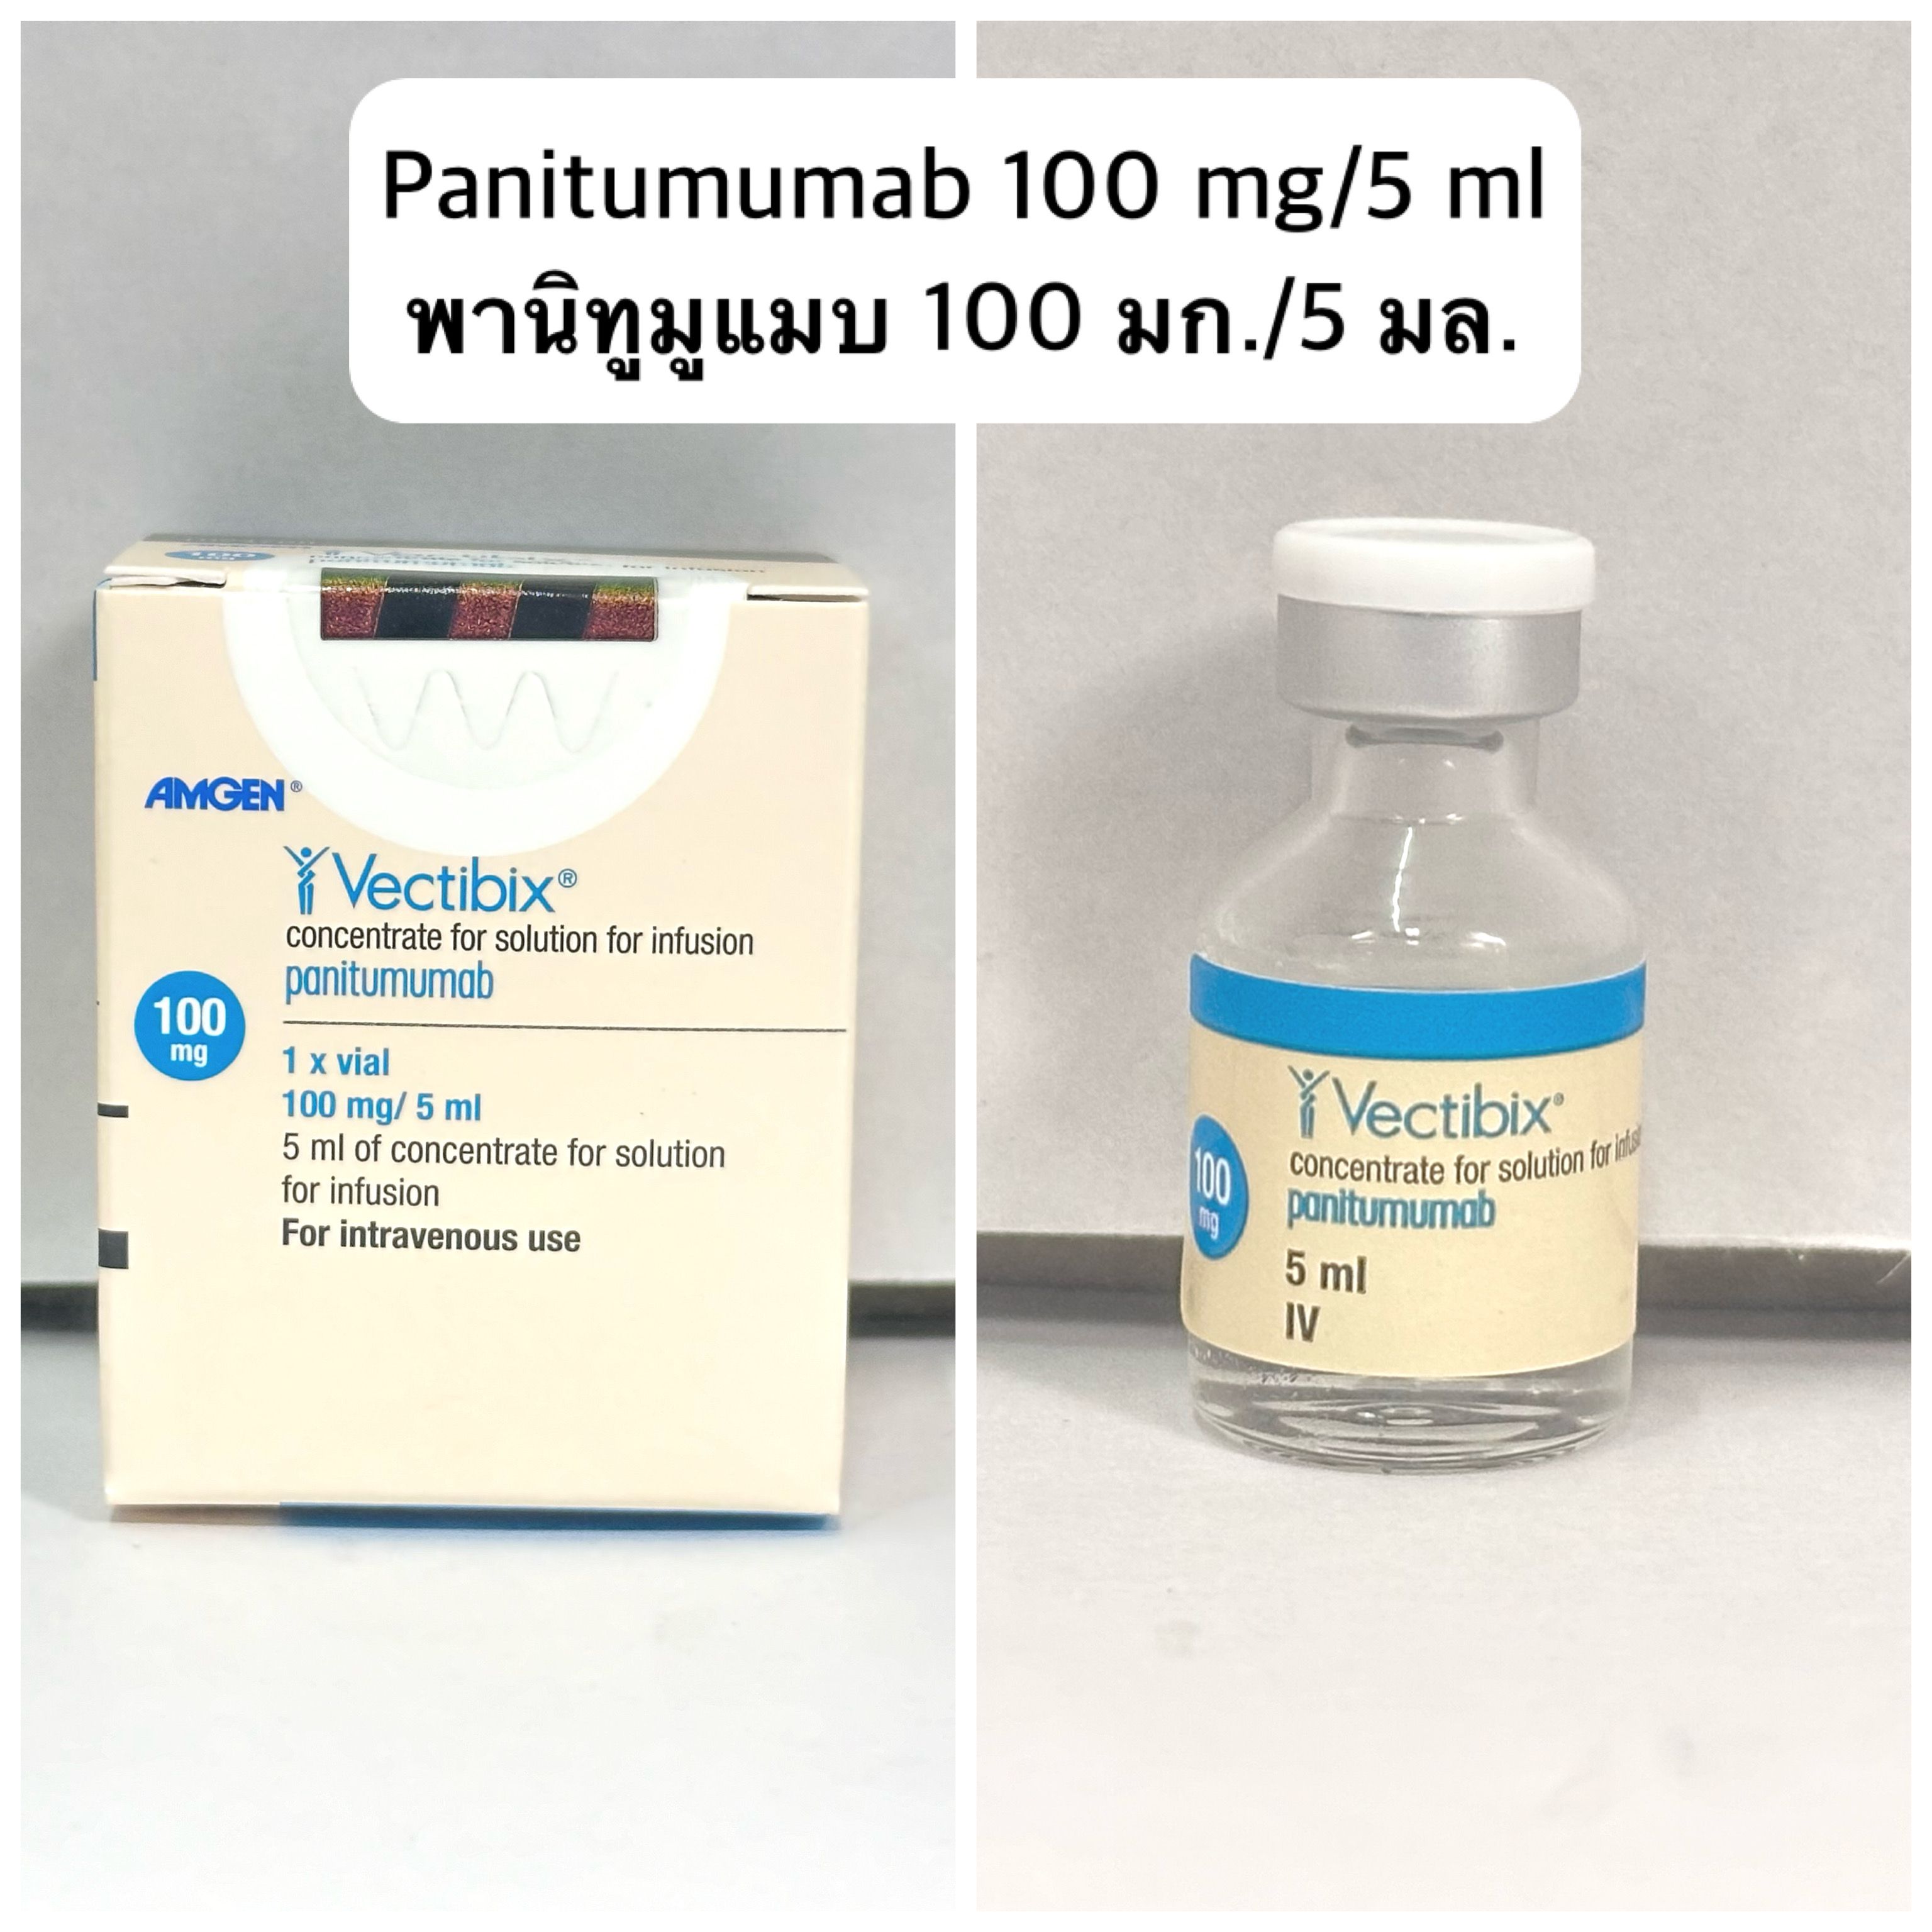 Panitumumab 100 mg/5 ml
พานิทูมูแมบ 100 มก./5 มล.
100
AMGEN®
Vectibix®
concentrate for solution for infusion
panitumumab
100
mg
1 x vial
100 mg/ 5 ml
5 ml of concentrate for solution
for infusion
For intravenous use
Vectibix®
concentrate for solution for
panitumumab
100
mg
5 ml
IV